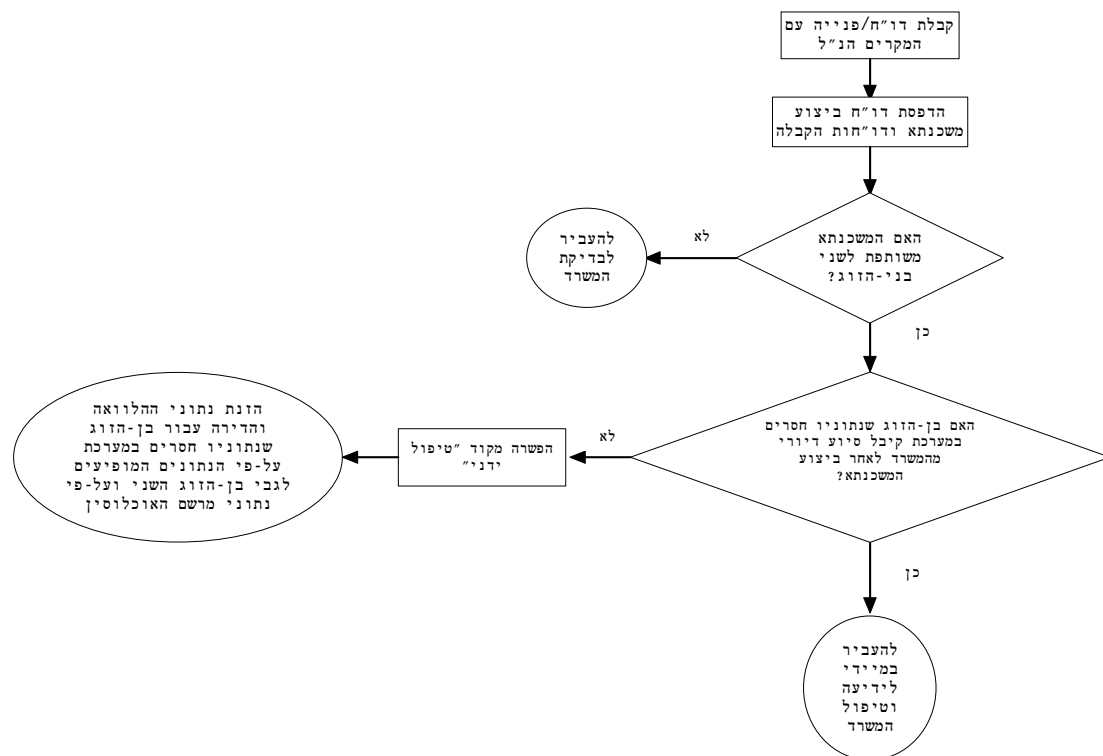 קבלת דו״ח/פנייה עם
המקרים הנ״ל
הדפסת דו״ח ביצוע
משכנתא ודו״חות הקבלה
האם המשכנתא
משותפת לשני
בני-הזוג?
לא
להעביר
לבדיקת
המשרד
כן
האם בן-הזוג שנתוניו חסרים
במערכת קיבל סיוע דיורי
מהמשרד לאחר ביצוע
המשכנתא?
לא
הפשרה מקוד ״טיפול
ידני״
הזנת נתוני ההלוואה
והדירה עבור בן-הזוג
שנתוניו חסרים במערכת
על-פי הנתונים המופיעים
לגבי בן-הזוג השני ועל-פי
נתוני מרשם האוכלוסין
כן
להעביר
במיידי
לידיעה
וטיפול
המשרד